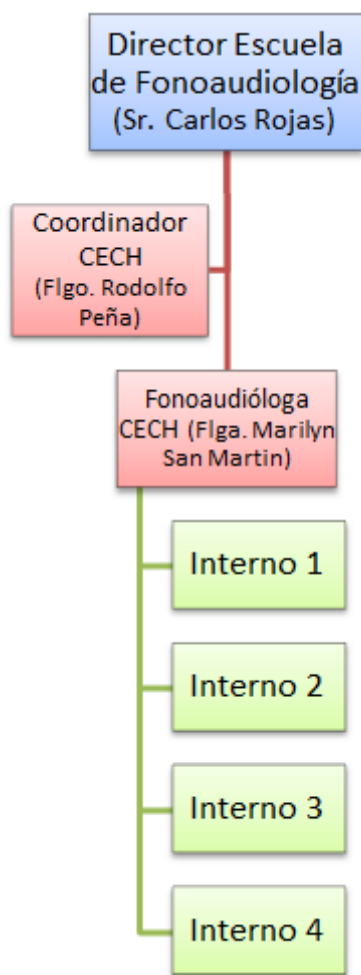 Director Escuela
de Fonoaudiología
(Sr. Carlos Rojas)
Coordinador
CECH
(Flgo. Rodolfo
Peña)
Fonoaudióloga
CECH (Flga. Marilyn
San Martin)
Interno 1
Interno 2
Interno 3
Interno 4